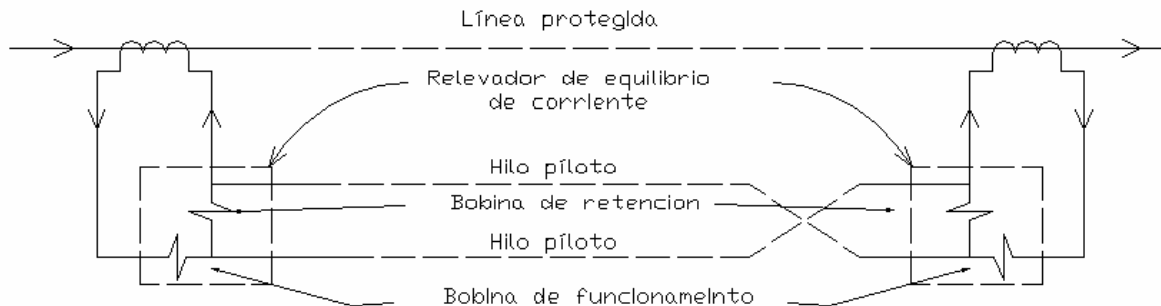 Línea protegida
Relevador de equilibrio
de corriente
Hilo píloto
Bobina de retencion
Hilo píloto
Bobina de funcionameinto